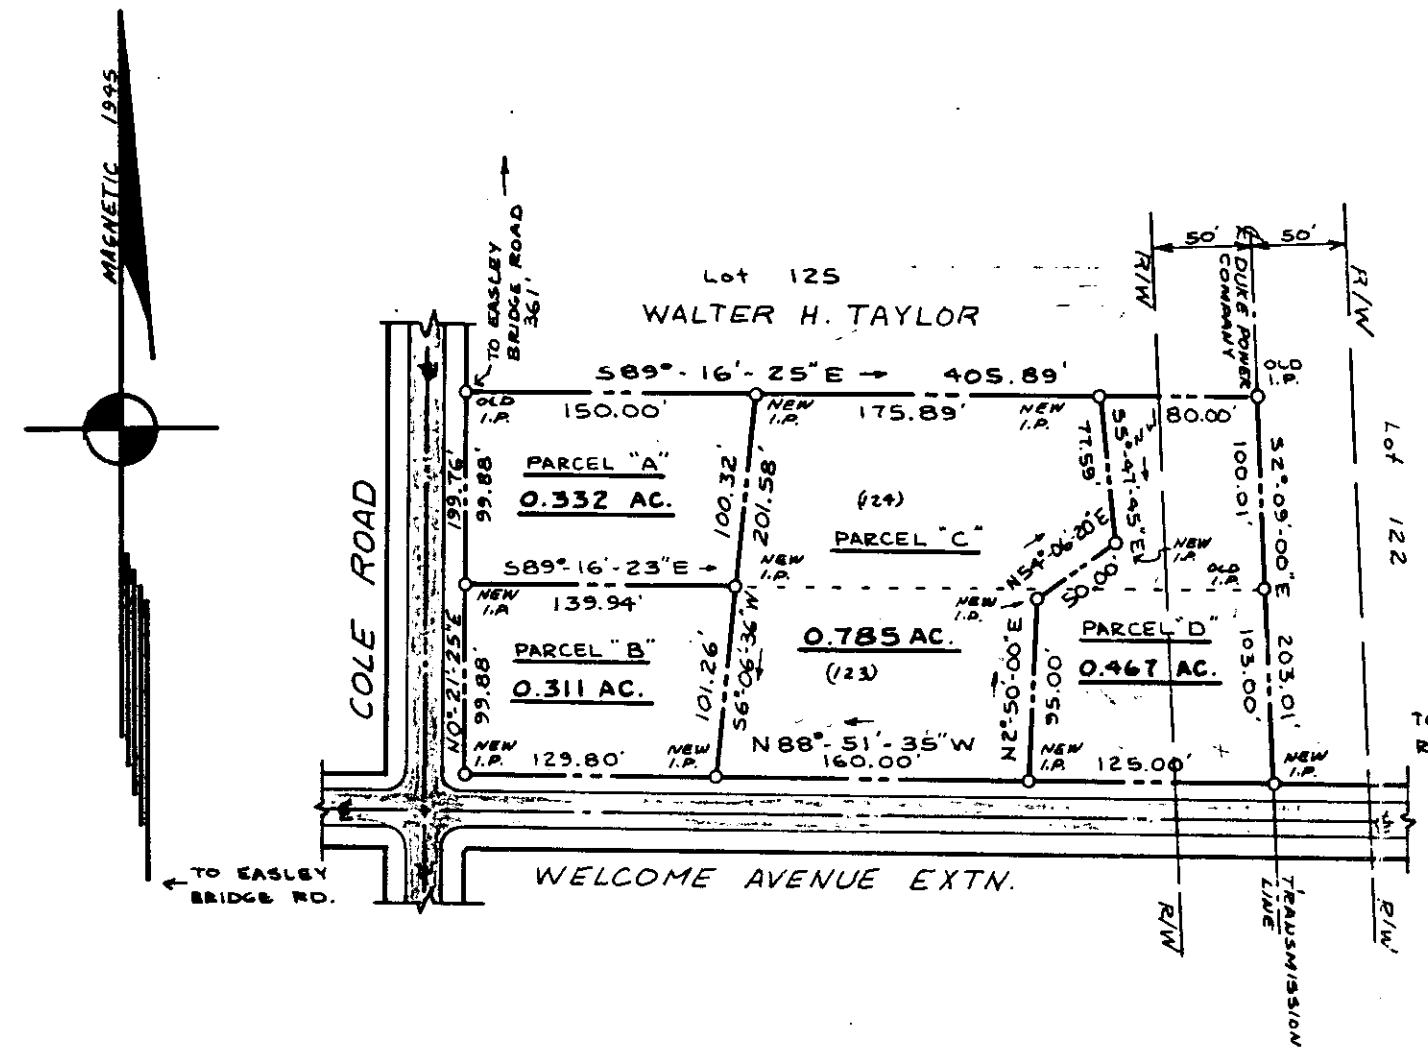 MAGNETIC 1945
TO EASLEY
BRIDGE ROAD
361'
Lot 125
WALTER H. TAYLOR
R/W
50'
50'
DUKE POWER
COMPANY
R/W
S89°-16'-25"E → 405.89'
OLD
I.P.
150.00'
NEW
I.P.
175.89'
NEW
I.P.
80.00'
OLD
I.P.
Lot 122
COLE ROAD
199.76'
99.88'
PARCEL "A"
0.332 AC.
100.32'
201.58'
(124)
PARCEL "C"
77.59'
S5°-47'-45"E
100.01'
S2°-09'-00"E
N54°-06'-20"E
50.00'
NEW
I.P.
OLD
I.P.
S89°-16'-23"E →
NEW
I.P.
139.94'
NEW
I.P.
NEW
I.P.
N0°-21'-25"E
99.88'
PARCEL "B"
0.311 AC.
101.26'
S6°-06'-36"W
0.785 AC.
(123)
N2°-50'-00"E
95.00'
PARCEL "D"
0.467 AC.
103.00'
203.01'
NEW
I.P.
129.80'
NEW
I.P.
N88°-51'-35"W
160.00'
NEW
I.P.
125.00'
NEW
I.P.
← TO EASLEY
BRIDGE RD.
WELCOME AVENUE EXTN.
R/W
TRANSMISSION
LINE
R/W